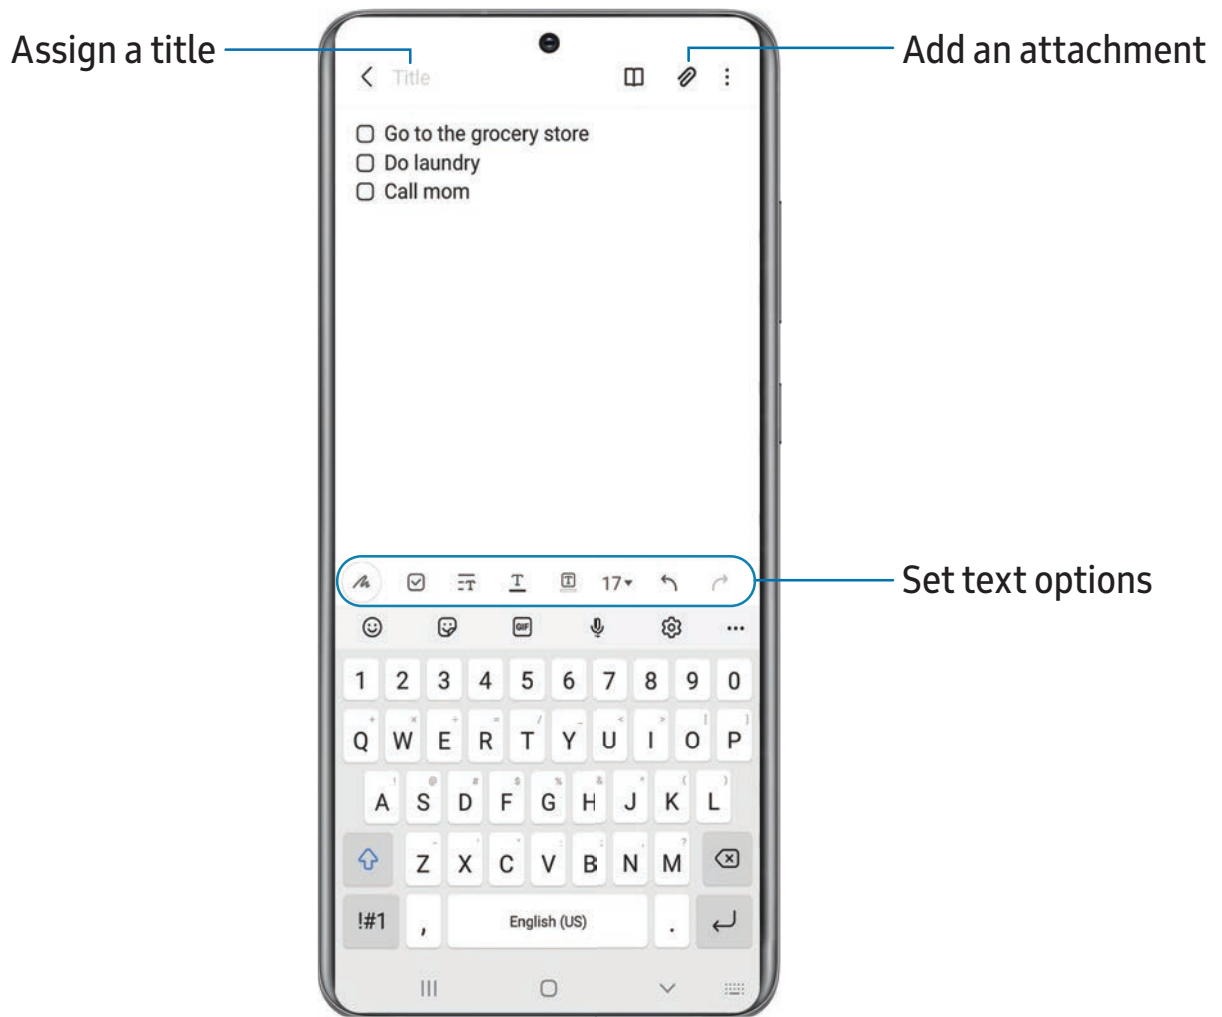 Assign a title
Add an attachment
Title
Go to the grocery store
Do laundry
Call mom
T
T
T
17
Set text options
GIF
1 2 3 4 5 6 7 8 9 0
+ × ÷ = / _ < > [ ]
Q W E R T Y U I O P
! @ # $ % & * ( )
A S D F G H J K L
- ' " : ; , ?
Z X C V B N M
!#1 , English (US) .